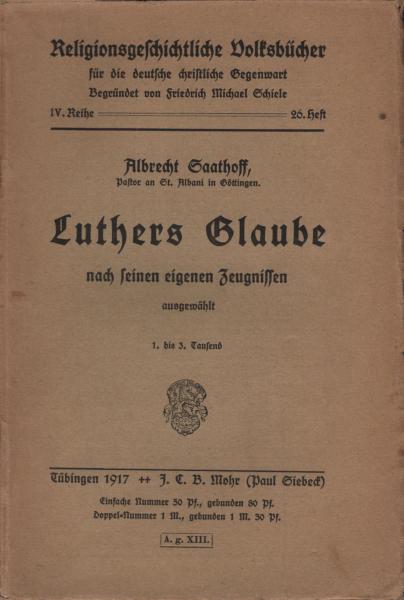 Religionsgeschichtliche Volksbücher
für die deutsche christliche Gegenwart
Begründet von Friedrich Michael Schiele
IV. Reihe 26. Heft
Albrecht Saathoff,
Pastor an St. Albani in Göttingen.
Luthers Glaube
nach seinen eigenen Zeugnissen
ausgewählt
1. bis 3. Tausend
Tübingen 1917 ++ J. C. B. Mohr (Paul Siebeck)
Einfache Nummer 50 Pf., gebunden 80 Pf.
Doppel-Nummer 1 M., gebunden 1 M. 30 Pf.
A. g. XIII.